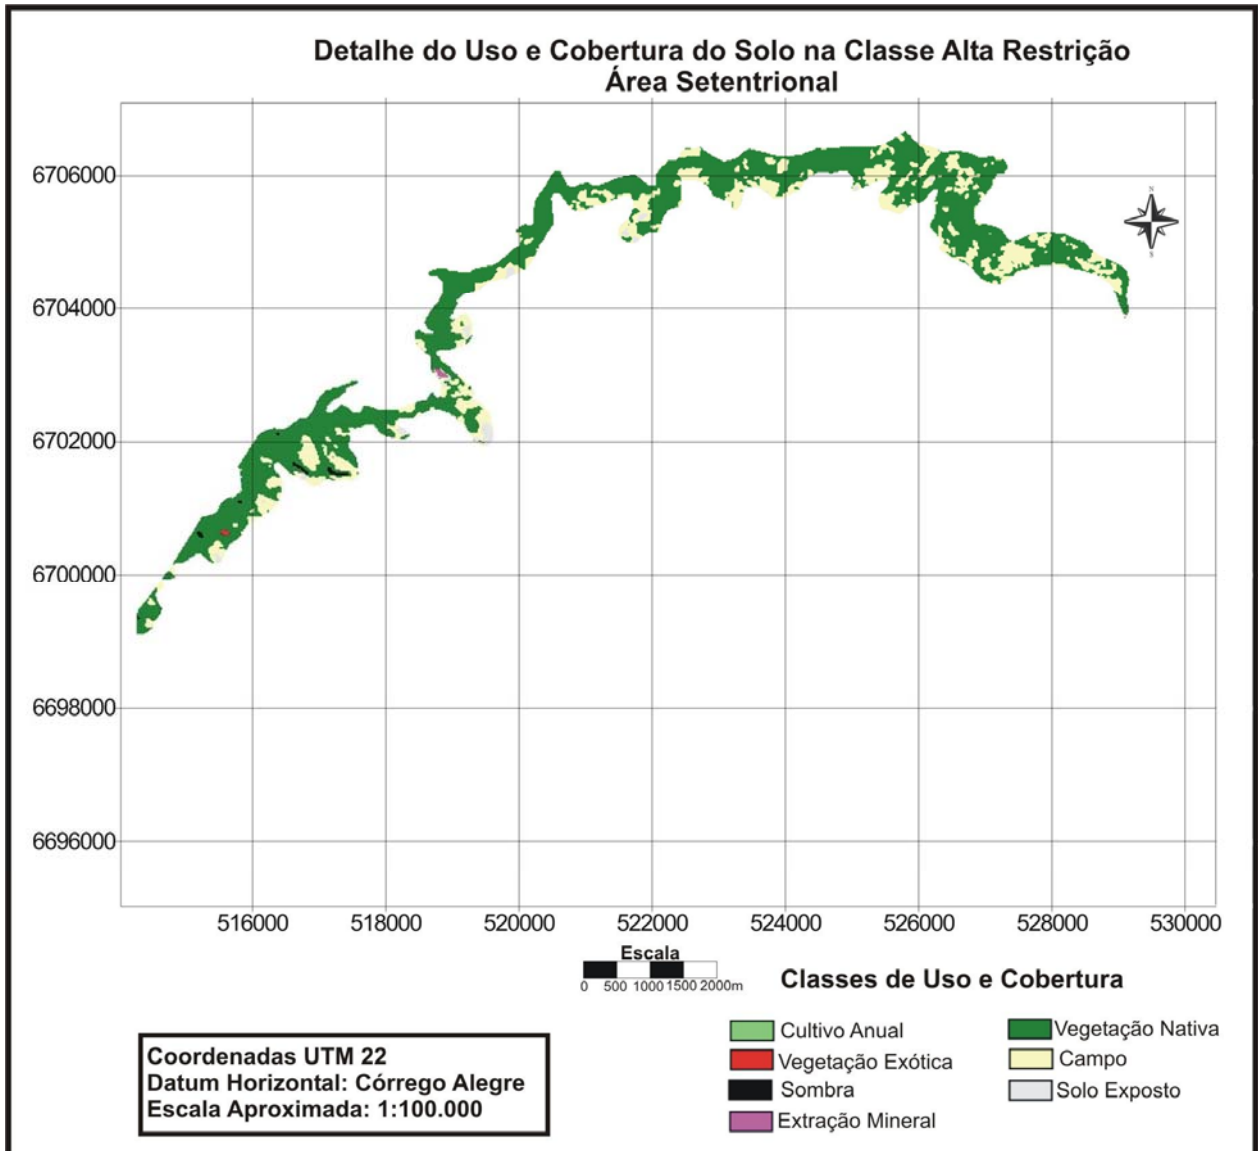 Detalhe do Uso e Cobertura do Solo na Classe Alta Restrição
Área Setentrional
6706000
6704000
6702000
6700000
6698000
6696000
N
S
516000 518000 520000 522000 524000 526000 528000 530000
Escala
0 500 1000 1500 2000m
Classes de Uso e Cobertura
Cultivo Anual
Vegetação Exótica
Sombra
Extração Mineral
Vegetação Nativa
Campo
Solo Exposto
Coordenadas UTM 22
Datum Horizontal: Córrego Alegre
Escala Aproximada: 1:100.000